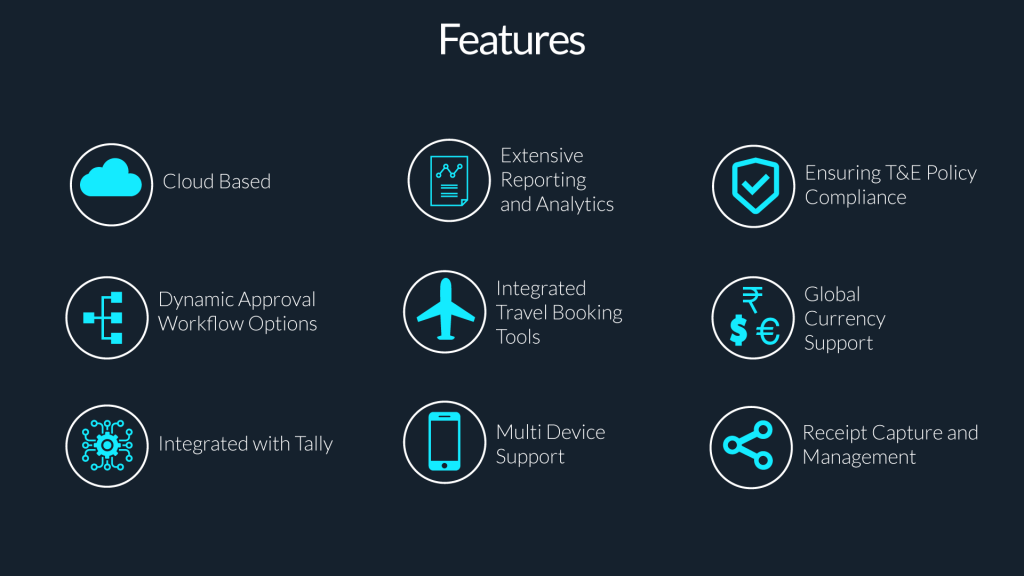 Features
Cloud Based
Extensive
Reporting
and Analytics
Ensuring T&E Policy
Compliance
Dynamic Approval
Workflow Options
Integrated
Travel Booking
Tools
₹
$ €
Global
Currency
Support
Integrated with Tally
Multi Device
Support
Receipt Capture and
Management